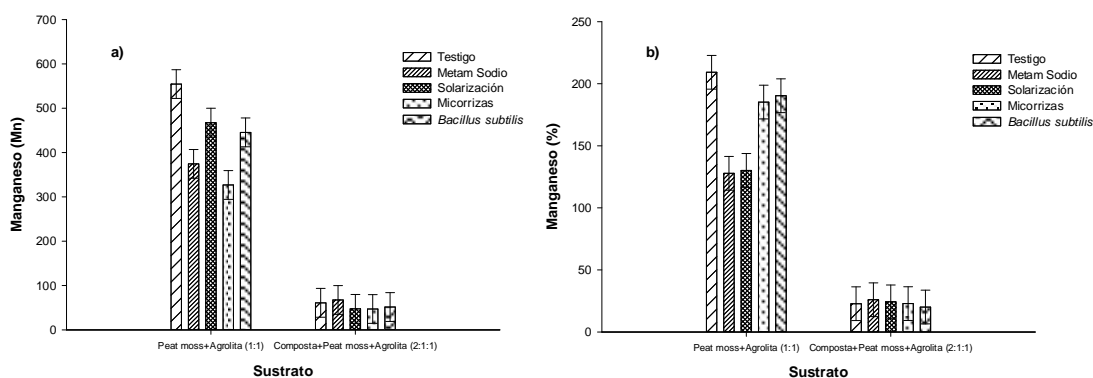 a)
Manganeso (Mn)
700
600
500
400
300
200
100
0
Testigo
Metam Sodio
Solarización
Micorrizas
Bacillus subtilis
Peat moss+Agrolita (1:1)
Composta+Peat moss+Agrolita (2:1:1)
Sustrato
b)
Manganeso (%)
250
200
150
100
50
0
Testigo
Metam Sodio
Solarización
Micorrizas
Bacillus subtilis
Peat moss+Agrolita (1:1)
Composta+Peat moss+Agrolita (2:1:1)
Sustrato